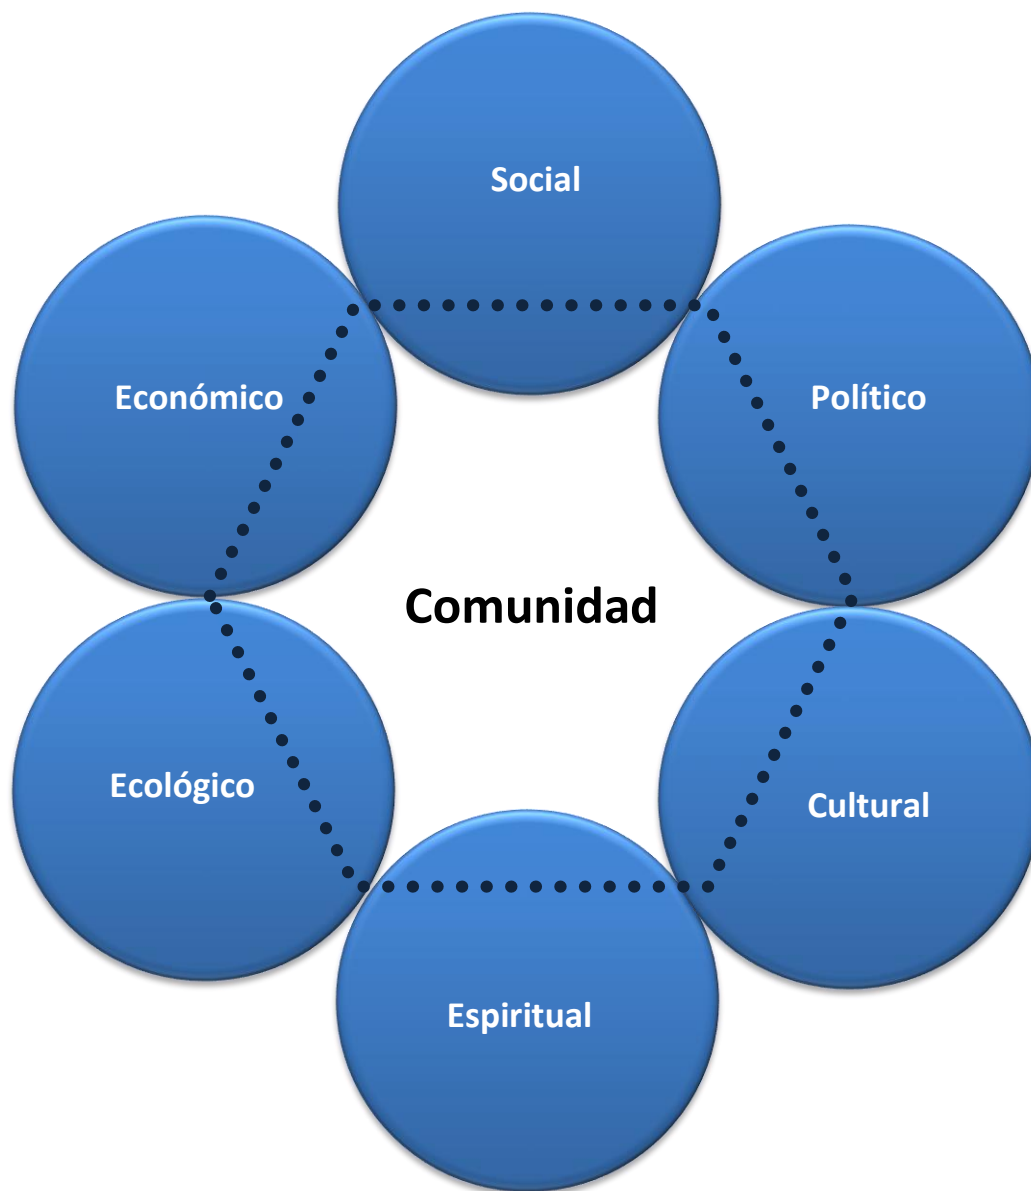 Social
Económico
Político
Comunidad
Ecológico
Cultural
Espiritual